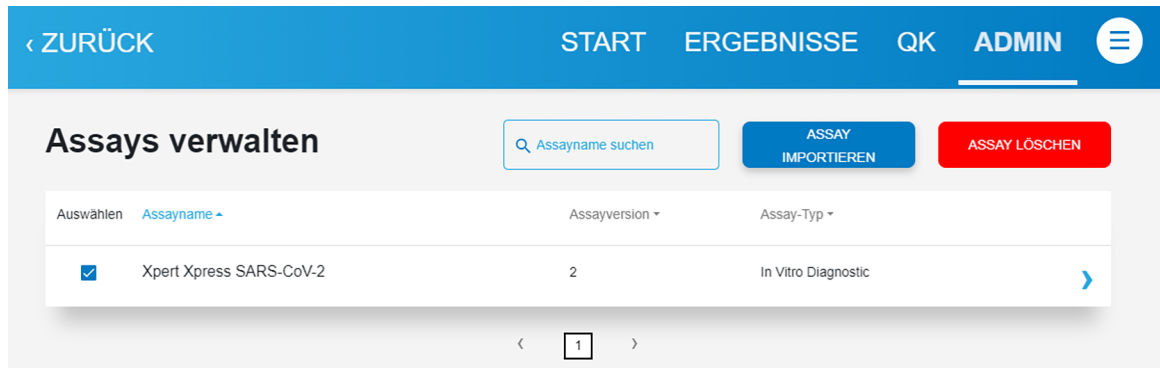 ‹ ZURÜCK START ERGEBNISSE QK ADMIN
Assays verwalten
Assayname suchen
ASSAY
IMPORTIEREN
ASSAY LÖSCHEN
Auswählen Assayname Assayversion Assay-Typ
Xpert Xpress SARS-CoV-2 2 In Vitro Diagnostic
1